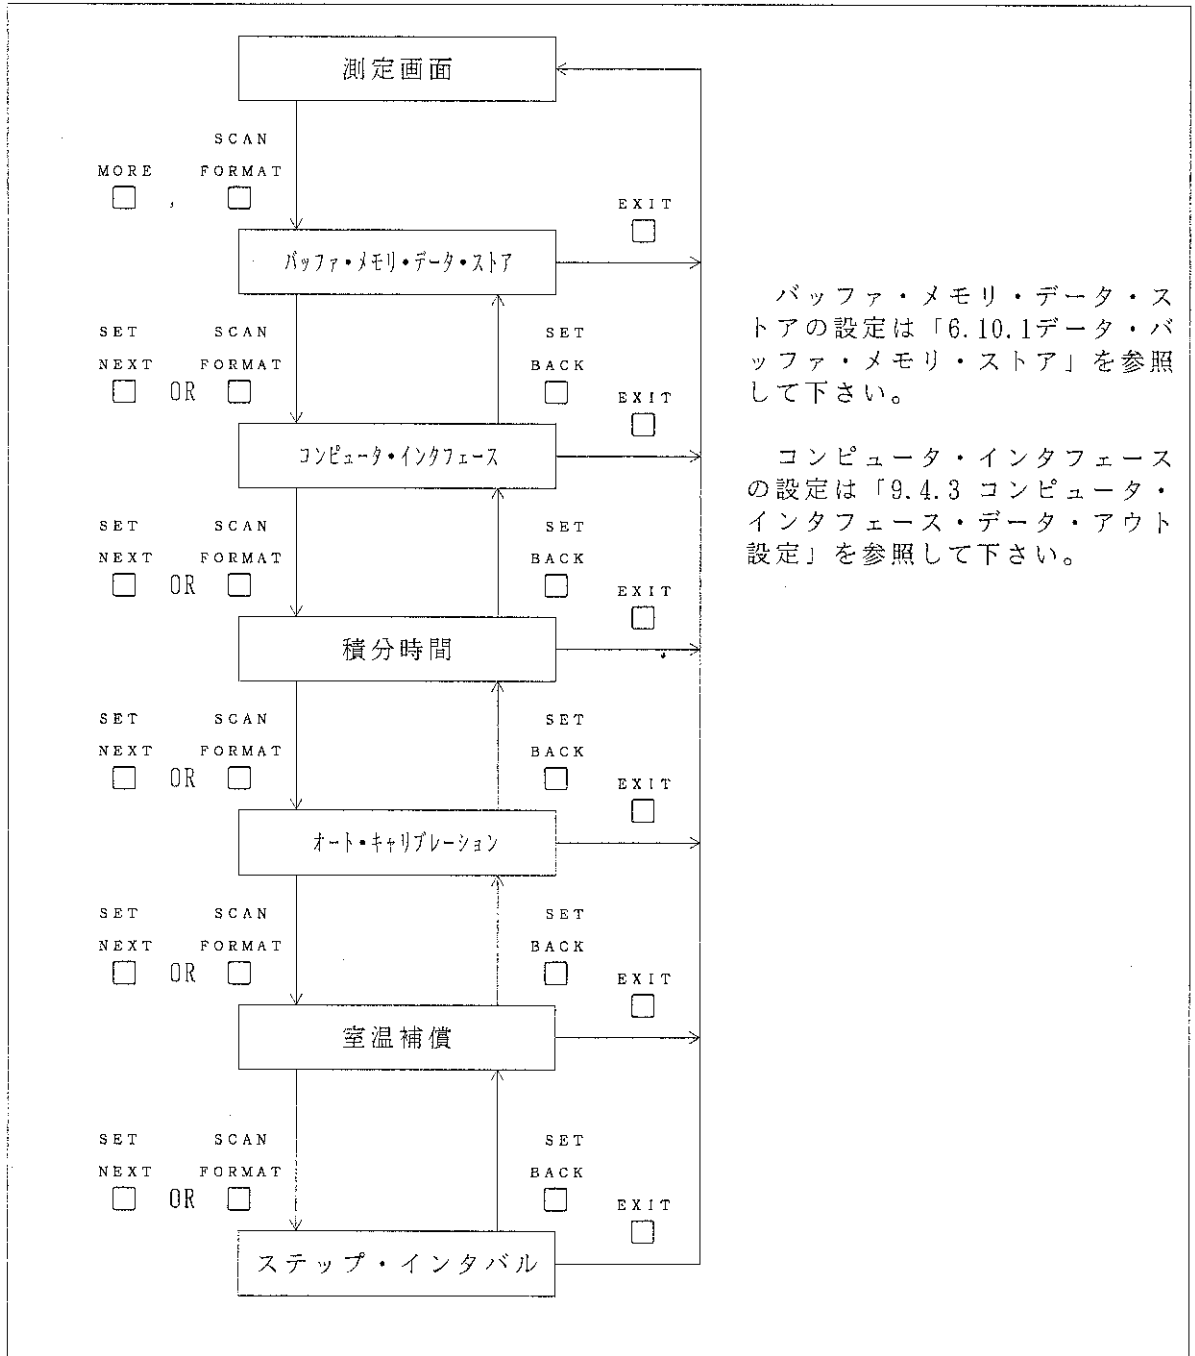 測定画面
SCAN
MORE FORMAT
,
EXIT
バッファ・メモリ・データ・ストア
SET SCAN SET
NEXT OR FORMAT BACK
EXIT
コンピュータ・インタフェース
SET SCAN SET
NEXT OR FORMAT BACK
EXIT
積分時間
SET SCAN SET
NEXT OR FORMAT BACK
EXIT
オート・キャリブレーション
SET SCAN SET
NEXT OR FORMAT BACK
EXIT
室温補償
SET SCAN SET
NEXT OR FORMAT BACK
EXIT
ステップ・インタバル
バッファ・メモリ・データ・ス
トアの設定は「6.10.1データ・バ
ッファ・メモリ・ストア」を参照
して下さい。
コンピュータ・インタフェース
の設定は「9.4.3 コンピュータ・
インタフェース・データ・アウト
設定」を参照して下さい。